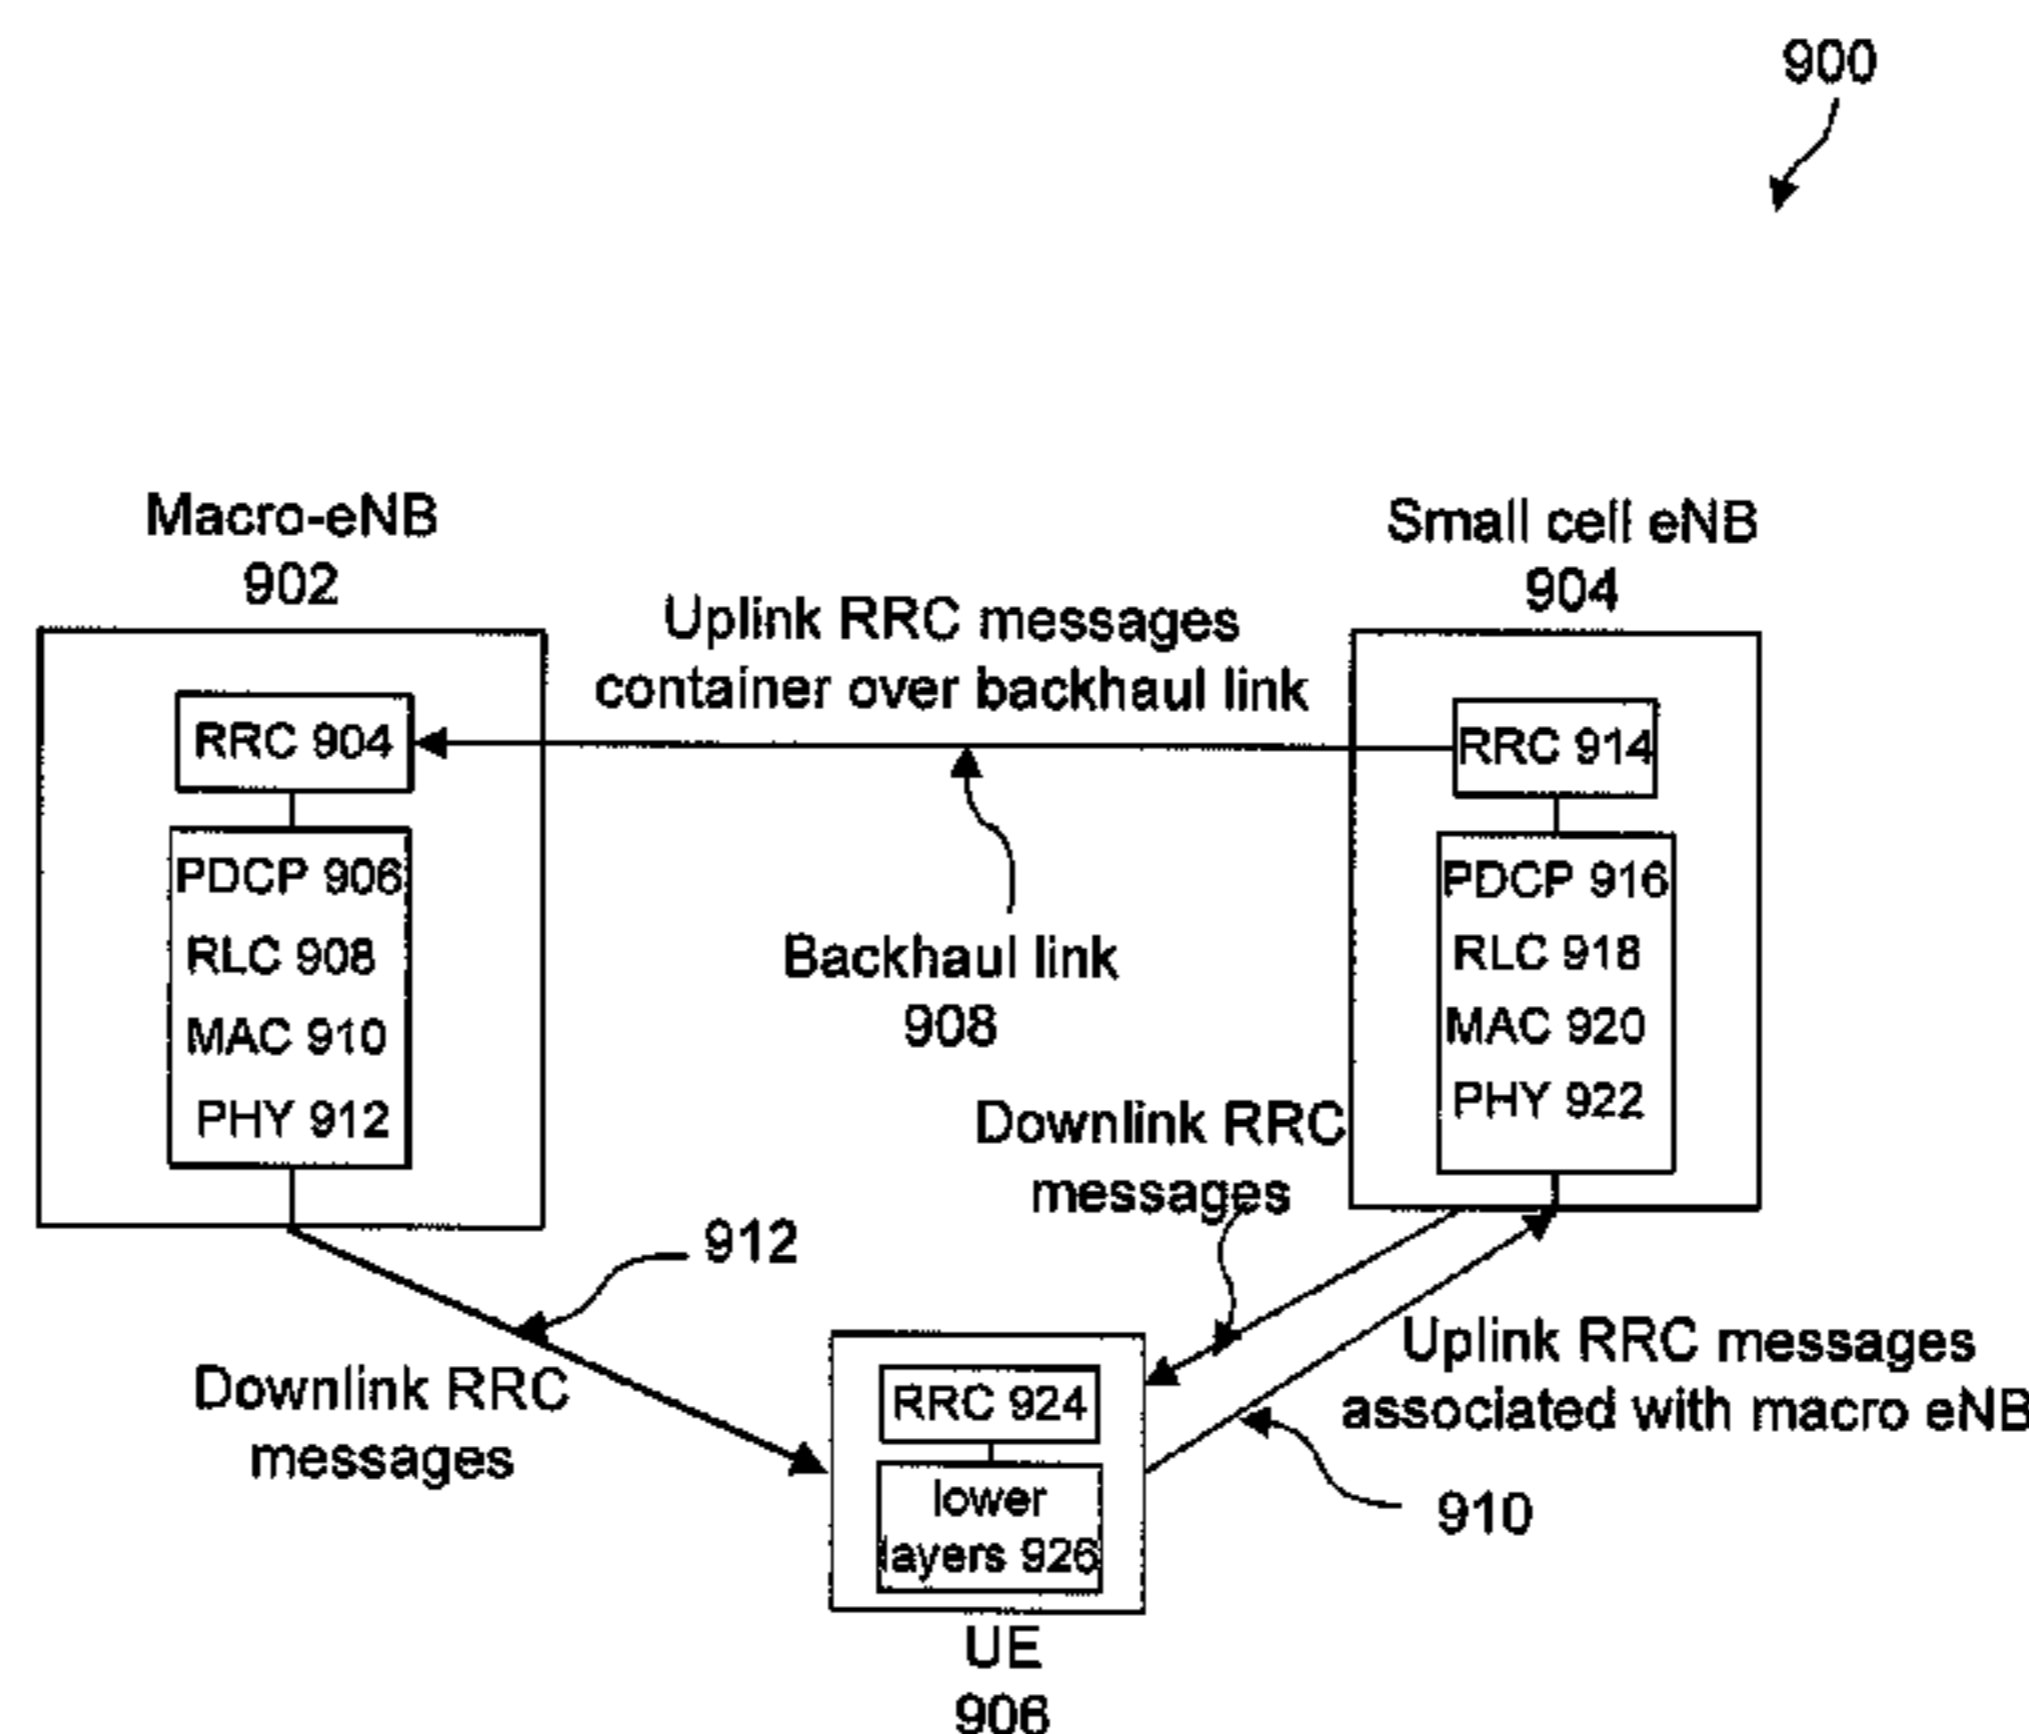 900
Macro-eNB
902
Small cell eNB
904
Uplink RRC messages
container over backhaul link
RRC 904
RRC 914
PDCP 906
RLC 908
MAC 910
PHY 912
PDCP 916
RLC 918
MAC 920
PHY 922
Backhaul link
908
Downlink RRC
messages
912
Downlink RRC
messages
Uplink RRC messages
associated with macro eNB
910
RRC 924
lower
layers 926
UE
906